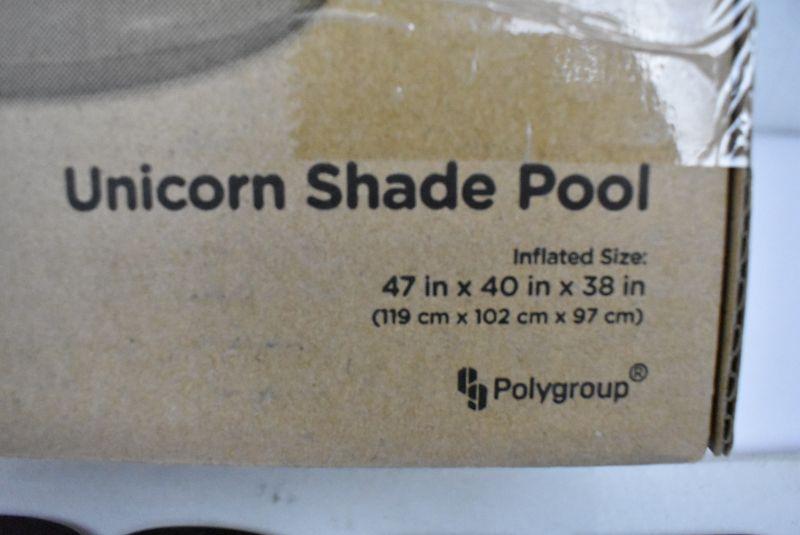 Unicorn Shade Pool
Inflated Size:
47 in x 40 in x 38 in
(119 cm x 102 cm x 97 cm)
Polygroup®